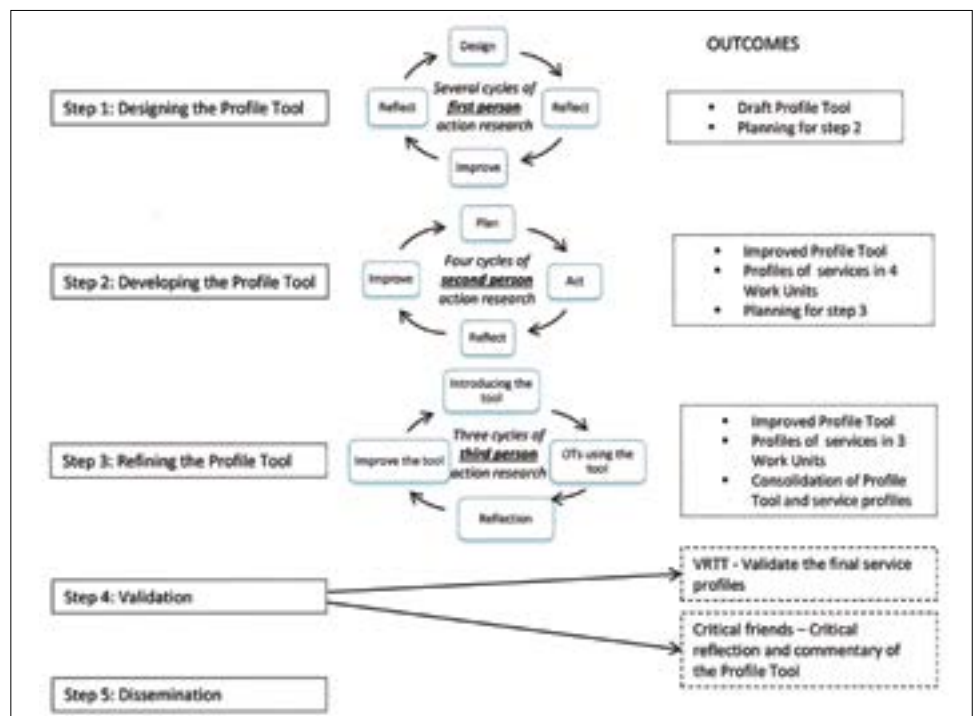 OUTCOMES
Step 1: Designing the Profile Tool
Design
Reflect
Several cycles of
first person
action research
Reflect
Improve
▪ Draft Profile Tool
▪ Planning for step 2
Step 2: Developing the Profile Tool
Plan
Improve
Four cycles of
second person
action research
Act
Reflect
▪ Improved Profile Tool
▪ Profiles of services in 4
Work Units
▪ Planning for step 3
Step 3: Refining the Profile Tool
Introducing the
tool
Improve the tool
Three cycles of
third person
action research
OTs using the
tool
Reflection
▪ Improved Profile Tool
▪ Profiles of services in 3
Work Units
▪ Consolidation of Profile
Tool and service profiles
Step 4: Validation
VRTT - Validate the final service
profiles
Critical friends – Critical
reflection and commentary of
the Profile Tool
Step 5: Dissemination